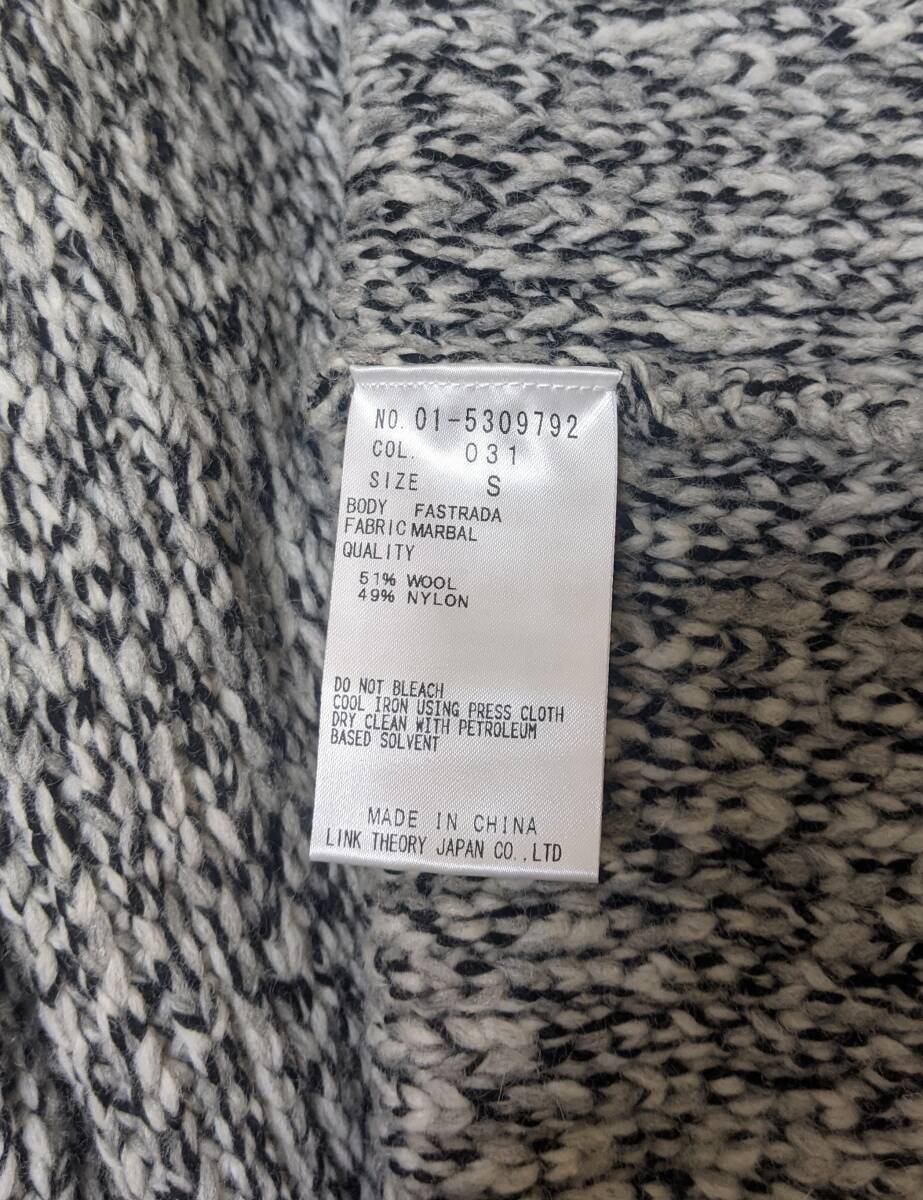 NO. 01-5309792
COL. 031
SIZE S
BODY FASTRADA
FABRIC MARBAL
QUALITY
51% WOOL
49% NYLON
DO NOT BLEACH
COOL IRON USING PRESS CLOTH
DRY CLEAN WITH PETROLEUM
BASED SOLVENT
MADE IN CHINA
LINK THEORY JAPAN CO.,LTD